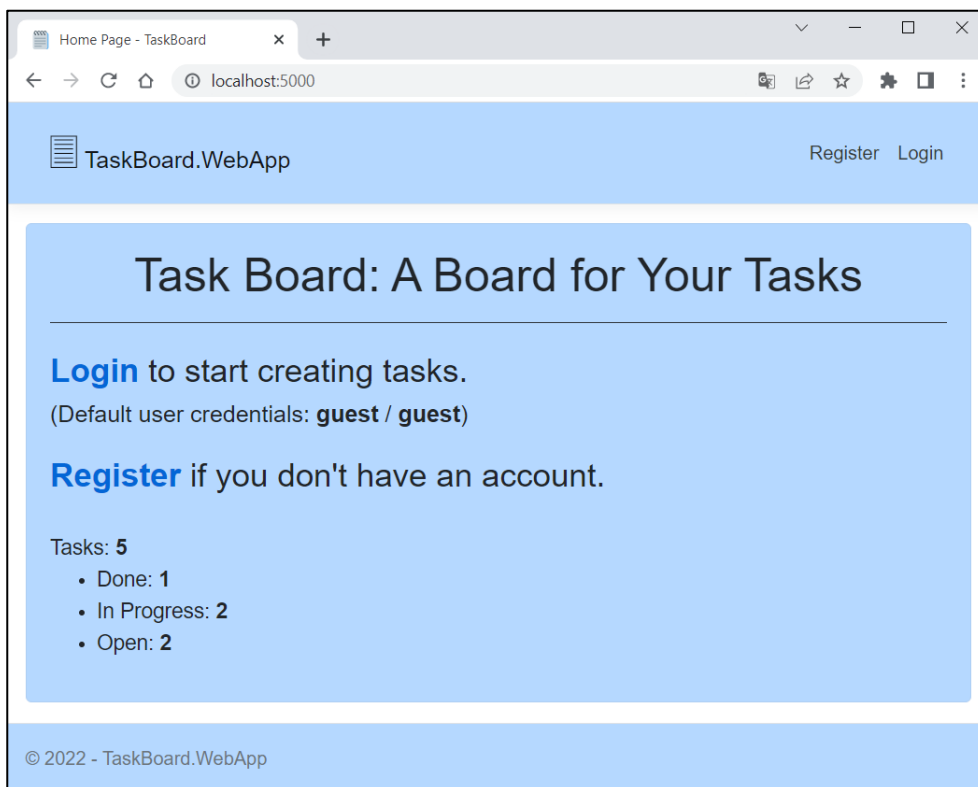 Home Page - TaskBoard
localhost:5000
TaskBoard.WebApp
Register Login
Task Board: A Board for Your Tasks
Login to start creating tasks.
(Default user credentials: guest / guest)
Register if you don't have an account.
Tasks: 5
• Done: 1
• In Progress: 2
• Open: 2
© 2022 - TaskBoard.WebApp